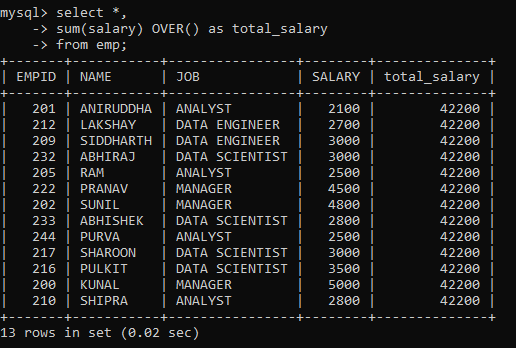 mysql> select *,
    -> sum(salary) OVER() as total_salary
    -> from emp;
+-------+-----------+----------------+--------+--------------+
| EMPID | NAME      | JOB            | SALARY | total_salary |
+-------+-----------+----------------+--------+--------------+
|   201 | ANIRUDDHA | ANALYST        |   2100 |        42200 |
|   212 | LAKSHAY   | DATA ENGINEER  |   2700 |        42200 |
|   209 | SIDDHARTH | DATA ENGINEER  |   3000 |        42200 |
|   232 | ABHIRAJ   | DATA SCIENTIST |   3000 |        42200 |
|   205 | RAM       | ANALYST        |   2500 |        42200 |
|   222 | PRANAV    | MANAGER        |   4500 |        42200 |
|   202 | SUNIL     | MANAGER        |   4800 |        42200 |
|   233 | ABHISHEK  | DATA SCIENTIST |   2800 |        42200 |
|   244 | PURVA     | ANALYST        |   2500 |        42200 |
|   217 | SHAROON   | DATA SCIENTIST |   3000 |        42200 |
|   216 | PULKIT    | DATA SCIENTIST |   3500 |        42200 |
|   200 | KUNAL     | MANAGER        |   5000 |        42200 |
|   210 | SHIPRA    | ANALYST        |   2800 |        42200 |
+-------+-----------+----------------+--------+--------------+
13 rows in set (0.02 sec)